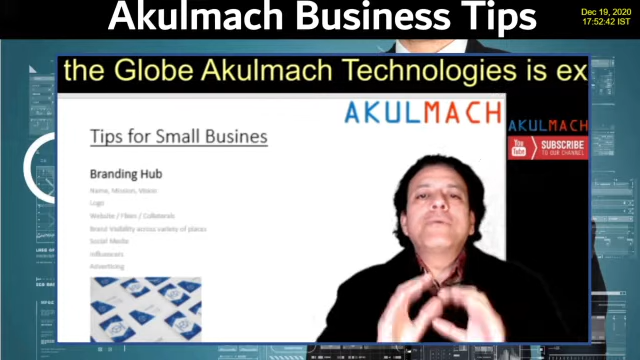 Akulmach Business Tips
Dec 19, 2020
17:52:42 IST
the Globe Akulmach Technologies is ex
AKULMACH
AKULMACH
You Tube
SUBSCRIBE
TO OUR CHANNEL
Tips for Small Busines
Branding Hub
Name, Mission, Vision
Logo
Website / Fliers / Collaterals
Brand Visibility across variety of places
Social Media
Influencers
Advertising